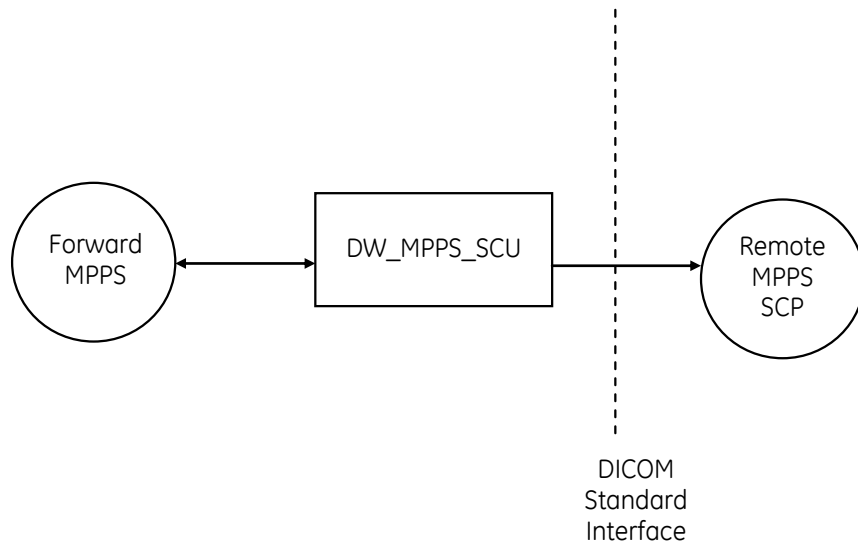 Forward
MPPS
DW_MPPS_SCU
Remote
MPPS
SCP
DICOM
Standard
Interface